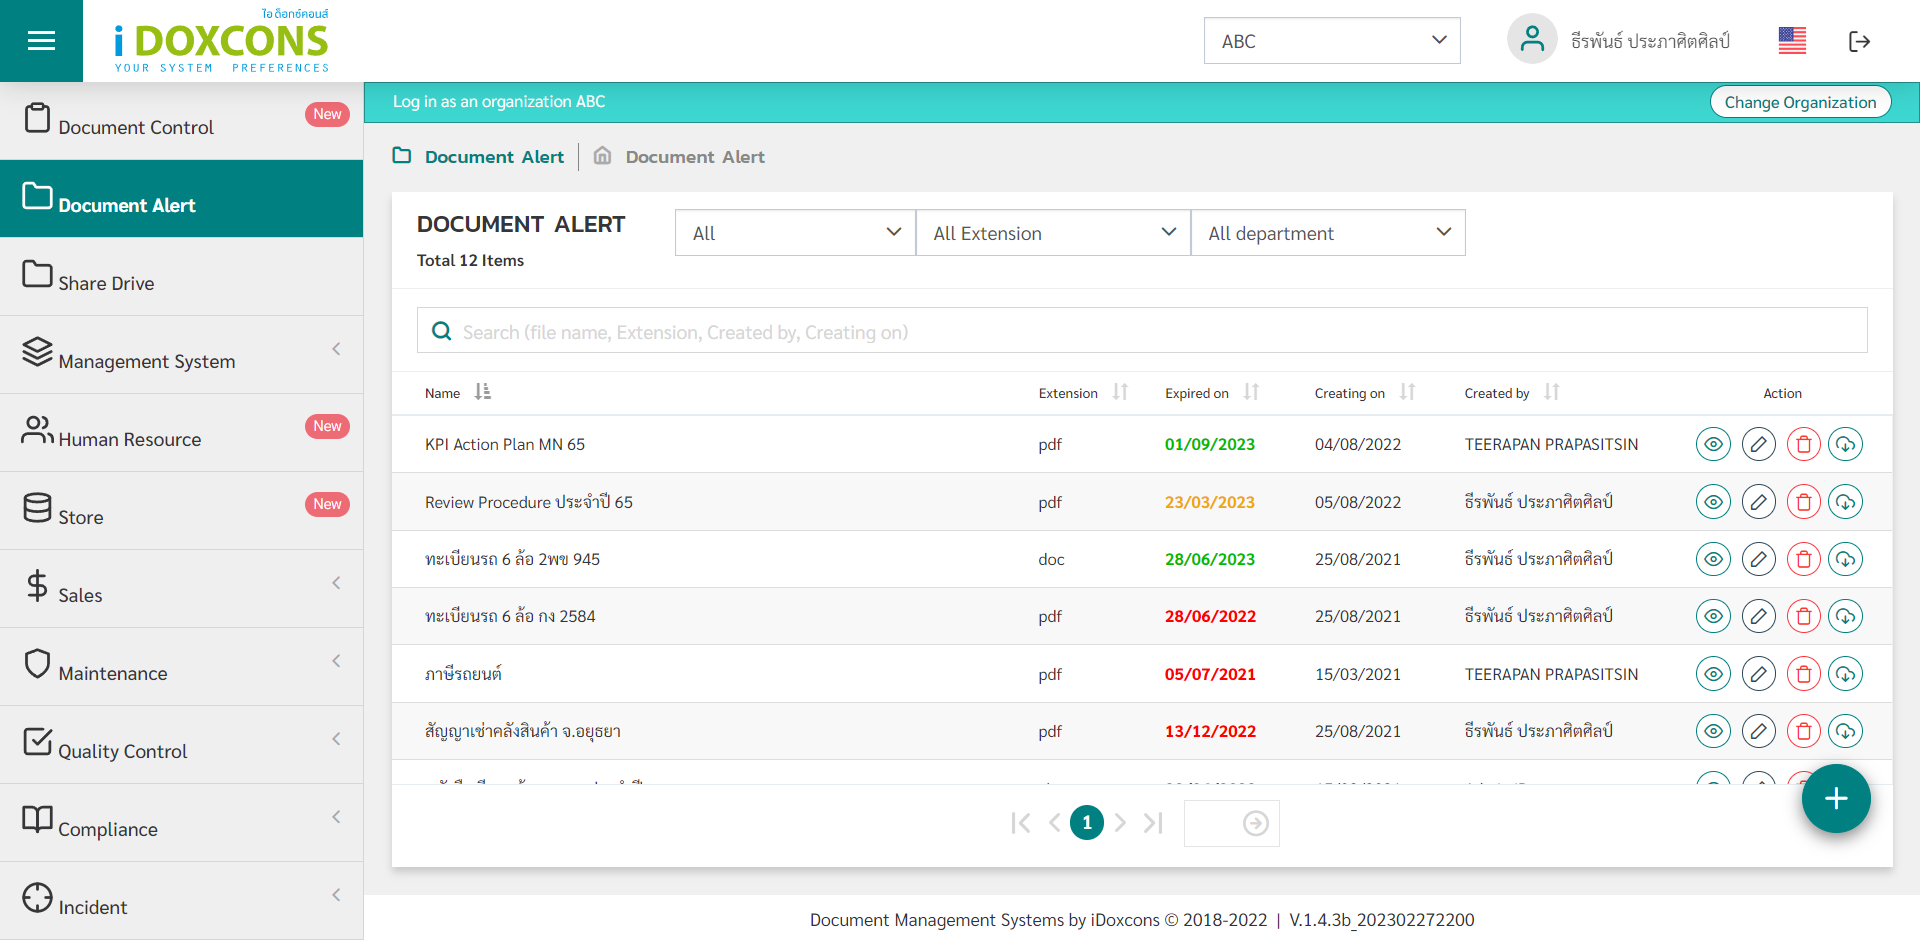 ไอด็อกซ์คอนส์
i DOXCONS
YOUR SYSTEM PREFERENCES
ABC
ธีรพันธ์ ประภาศิตศิลป์
Log in as an organization ABC
Change Organization
Document Control
New
Document Alert
Share Drive
Management System
Human Resource
New
Store
New
Sales
Maintenance
Quality Control
Compliance
Incident
Document Alert
Document Alert
DOCUMENT ALERT
Total 12 Items
All
All Extension
All department
Search (file name, Extension, Created by, Creating on)
Name Extension Expired on Creating on Created by Action
KPI Action Plan MN 65 pdf 01/09/2023 04/08/2022 TEERAPAN PRAPASITSIN
Review Procedure ประจำปี 65 pdf 23/03/2023 05/08/2022 ธีรพันธ์ ประภาศิตศิลป์
ทะเบียนรถ 6 ล้อ 2พข 945 doc 28/06/2023 25/08/2021 ธีรพันธ์ ประภาศิตศิลป์
ทะเบียนรถ 6 ล้อ กง 2584 pdf 28/06/2022 25/08/2021 ธีรพันธ์ ประภาศิตศิลป์
ภาษีรถยนต์ pdf 05/07/2021 15/03/2021 TEERAPAN PRAPASITSIN
สัญญาเช่าคลังสินค้า จ.อยุธยา pdf 13/12/2022 25/08/2021 ธีรพันธ์ ประภาศิตศิลป์
1
Document Management Systems by iDoxcons © 2018-2022 | V.1.4.3b_202302272200